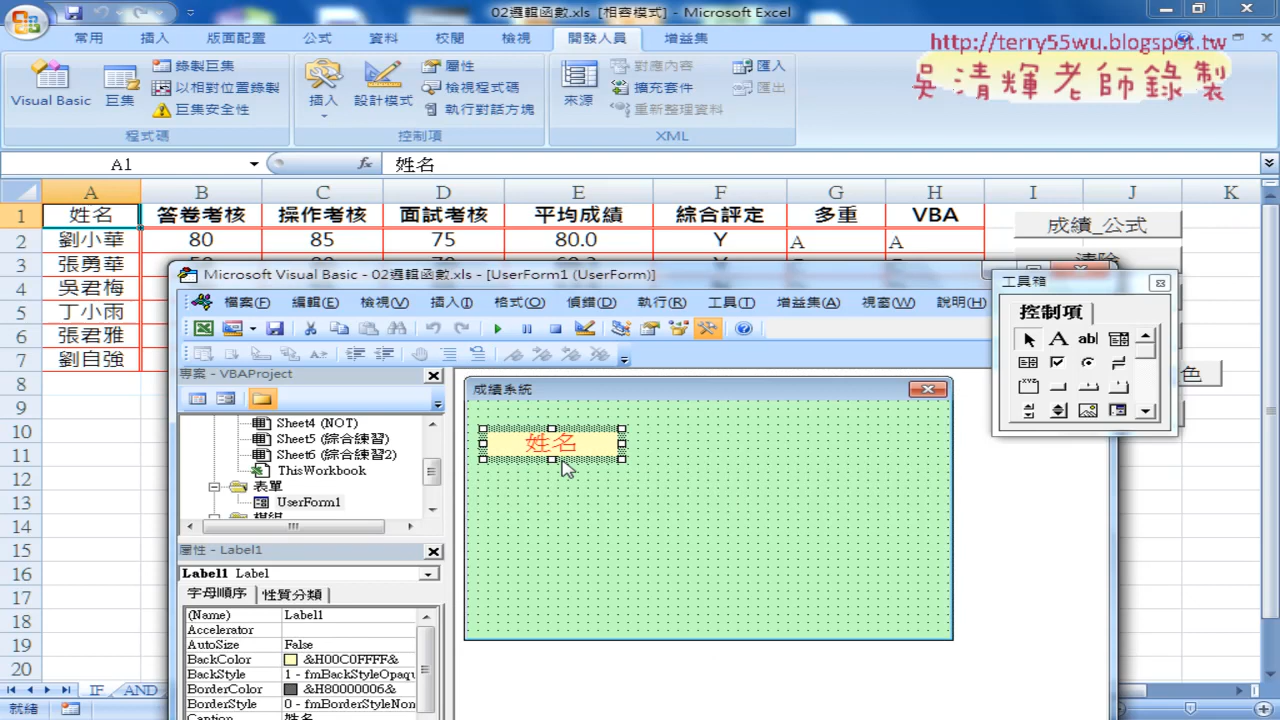 02邏輯函數.xls [相容模式] - Microsoft Excel
常用 插入 版面配置 公式 資料 校閱 檢視 開發人員 增益集
http://terry55wu.blogspot.tw
吳清輝老師錄製
Visual Basic 巨集 錄製巨集 以相對位置錄製 巨集安全性
插入 設計模式 屬性 檢視程式碼 執行對話方塊
來源 對應內容 擴充套件 重新整理資料 匯入 匯出
程式碼 控制項 XML
A1 fx 姓名
A B C D E F G H I J K
1 姓名 答卷考核 操作考核 面試考核 平均成績 綜合評定 多重 VBA
成績_公式
2 劉小華 80 85 75 80.0 Y A A
3 張勇華
清除
4 吳君梅
5 丁小雨
6 張君雅
7 劉自強
色
8
9
10
11
12
13
14
15
16
17
18
19
20
Microsoft Visual Basic - 02邏輯函數.xls - [UserForm1 (UserForm)]
檔案(F) 編輯(E) 檢視(V) 插入(I) 格式(O) 偵錯(D) 執行(R) 工具(T) 增益集(A) 視窗(W) 說明(H)
專案 - VBAProject
Sheet4 (NOT)
Sheet5 (綜合練習)
Sheet6 (綜合練習2)
ThisWorkbook
表單
UserForm1
模組
屬性 - Label1
Label1 Label
字母順序 性質分類
(Name) Label1
Accelerator
AutoSize False
BackColor &H00C0FFFF&
BackStyle 1 - fmBackStyleOpaqu
BorderColor &H80000006&
BorderStyle 0 - fmBorderStyleNon
Caption 姓名
成績系統
姓名
工具箱
控制項
A abl
xyz
IF AND
就緒